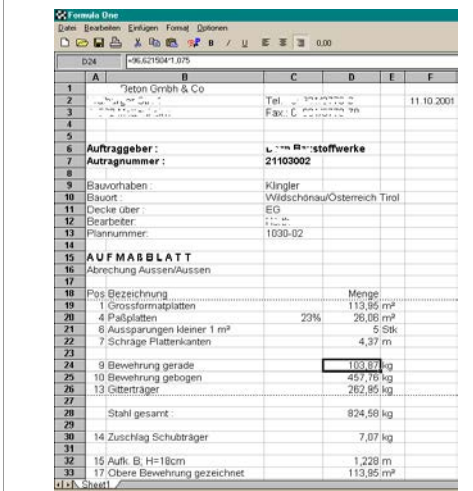 Formula One
Datei Bearbeiten Einfügen Format Optionen
B / U 0,00
D24 =96,621504*1,075
A B C D E F
1 Beton Gmbh & Co
2 Tel. 11.10.2001
3 Fax.:
4
5
6 Auftraggeber : stoffwerke
7 Autragnummer : 21103002
8
9 Bauvorhaben : Klingler
10 Bauort : Wildschönau/Österreich Tirol
11 Decke über : EG
12 Bearbeiter:
13 Plannummer: 1030-02
14
15 AUFMAßBLATT
16 Abrechung Aussen/Aussen
17
18 Pos Bezeichnung Menge
19 1 Grossformatplatten 113,95 m²
20 4 Paßplatten 23% 26,06 m²
21 6 Aussparungen kleiner 1 m² 5 Stk
22 7 Schräge Plattenkanten 4,37 m
23
24 9 Bewehrung gerade 103,87 kg
25 10 Bewehrung gebogen 457,76 kg
26 13 Gitterträger 262,95 kg
27
28 Stahl gesamt : 824,58 kg
29
30 14 Zuschlag Schubträger 7,07 kg
31
32 15 Aufk. B, H=18cm 1,228 m
33 17 Obere Bewehrung gezeichnet 113,95 m²
Sheet1